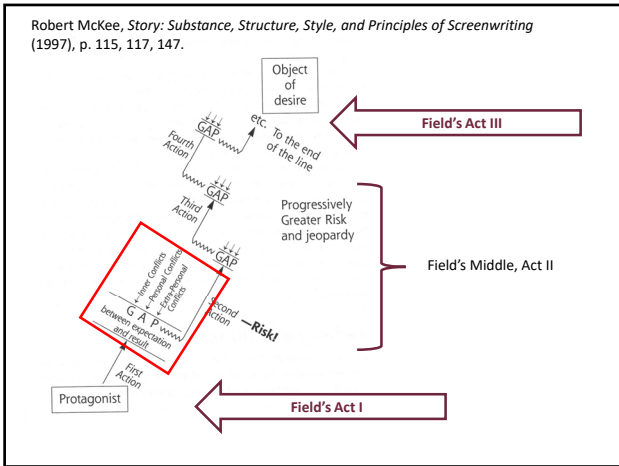 Robert McKee, Story: Substance, Structure, Style, and Principles of Screenwriting
(1997), p. 115, 117, 147.
Object
of
desire
etc. To the end
of the line
Field's Act III
GAP
Fourth
Action
GAP
Third
Action
Progressively
Greater Risk
and jeopardy
Field's Middle, Act II
GAP
Inner Conflicts
Personal Conflicts
Extra-Personal
Conflicts
GAP
between expectation
and result
Second
Action
—Risk!
First
Action
Protagonist
Field's Act I